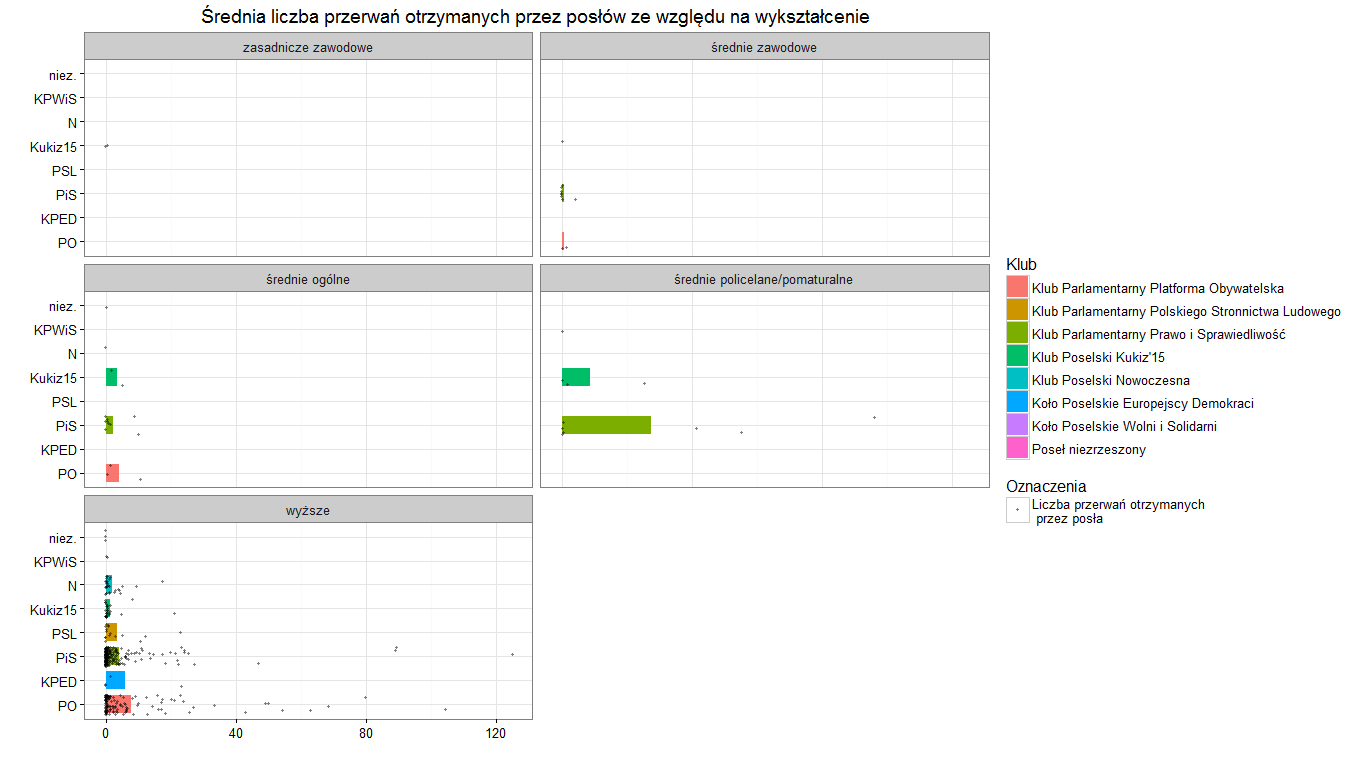 Średnia liczba przerwań otrzymanych przez posłów ze względu na wykształcenie
zasadnicze zawodowe
średnie zawodowe
niez.
KPWiS
N
Kukiz15
PSL
PiS
KPED
PO
średnie ogólne
średnie policelane/pomaturalne
niez.
KPWiS
N
Kukiz15
PSL
PiS
KPED
PO
wyższe
niez.
KPWiS
N
Kukiz15
PSL
PiS
KPED
PO
0 40 80 120
Klub
Klub Parlamentarny Platforma Obywatelska
Klub Parlamentarny Polskiego Stronnictwa Ludowego
Klub Parlamentarny Prawo i Sprawiedliwość
Klub Poselski Kukiz'15
Klub Poselski Nowoczesna
Koło Poselskie Europejscy Demokraci
Koło Poselskie Wolni i Solidarni
Poseł niezrzeszony
Oznaczenia
Liczba przerwań otrzymanych
przez posła